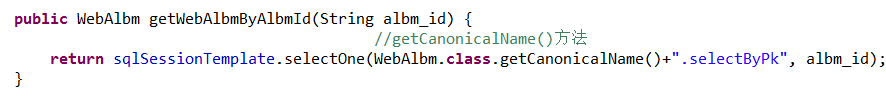 public WebAlbm getWebAlbmByAlbmId(String albm_id) {
//getCanonicalName()方法
return sqlSessionTemplate.selectOne(WebAlbm.class.getCanonicalName()+".selectByPk", albm_id);
}